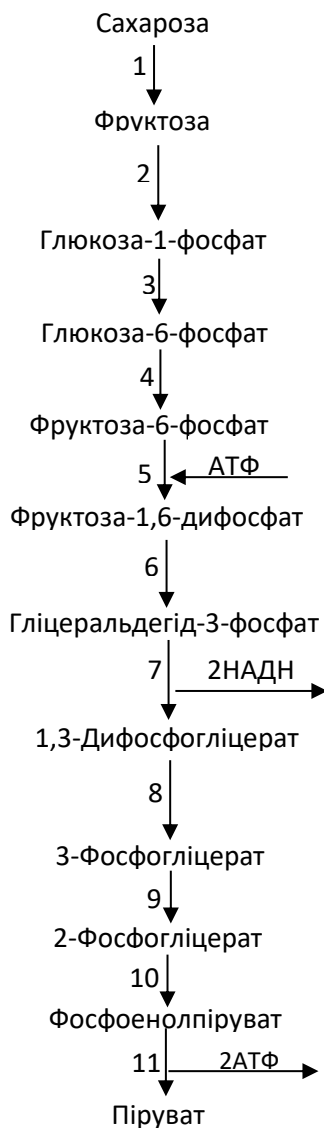 Сахароза
1
Фруктоза
2
Глюкоза-1-фосфат
3
Глюкоза-6-фосфат
4
Фруктоза-6-фосфат
5 АТФ
Фруктоза-1,6-дифосфат
6
Гліцеральдегід-3-фосфат
7 2НАДН
1,3-Дифосфогліцерат
8
3-Фосфогліцерат
9
2-Фосфогліцерат
10
Фосфоенолпіруват
11 2АТФ
Піруват